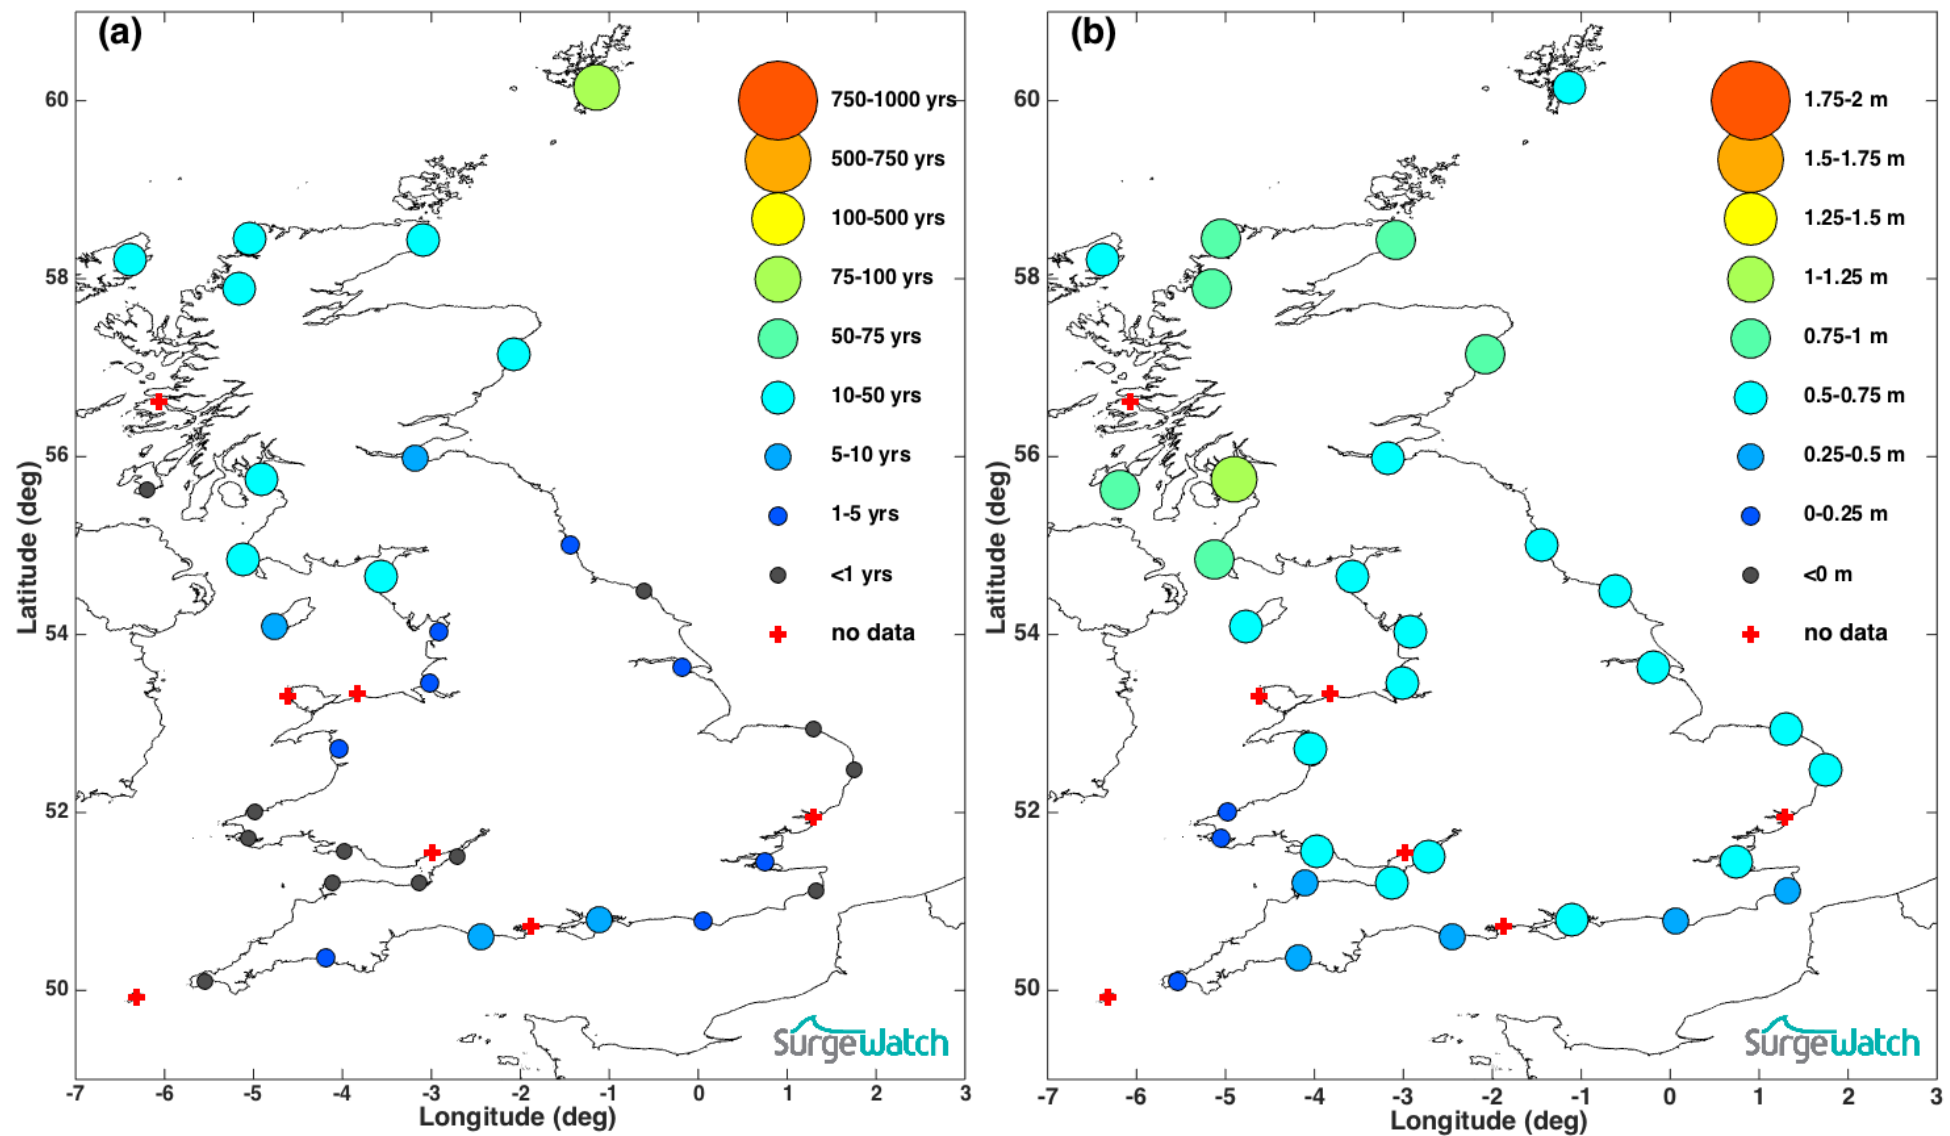 (a)
750-1000 yrs
500-750 yrs
100-500 yrs
75-100 yrs
50-75 yrs
10-50 yrs
5-10 yrs
1-5 yrs
<1 yrs
no data
60
58
56
54
52
50
Latitude (deg)
-7 -6 -5 -4 -3 -2 -1 0 1 2 3
Longitude (deg)
SurgeWatch
(b)
1.75-2 m
1.5-1.75 m
1.25-1.5 m
1-1.25 m
0.75-1 m
0.5-0.75 m
0.25-0.5 m
0-0.25 m
<0 m
no data
60
58
56
54
52
50
Latitude (deg)
-7 -6 -5 -4 -3 -2 -1 0 1 2 3
Longitude (deg)
SurgeWatch